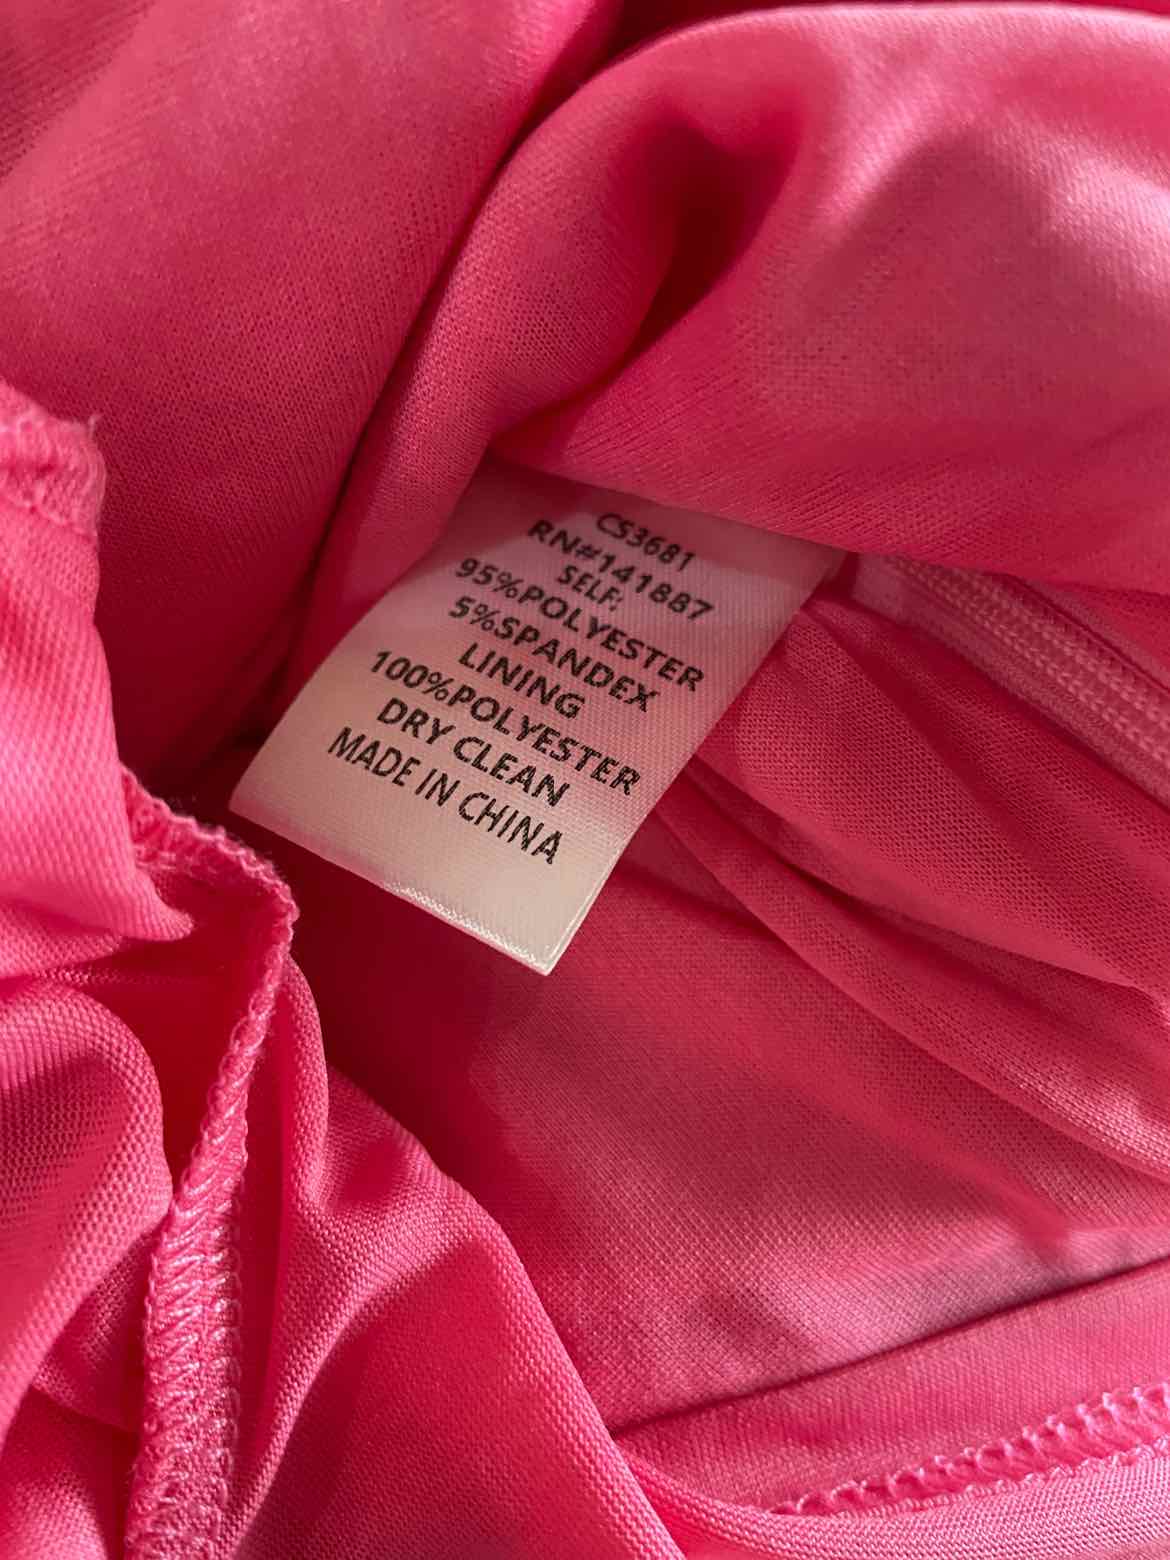 CS3681
RN#141887
SELF:
95%POLYESTER
5%SPANDEX
LINING
100%POLYESTER
DRY CLEAN
MADE IN CHINA